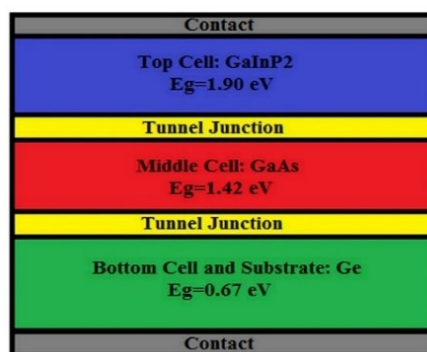 Contact
Top Cell: GaInP2
Eg=1.90 eV
Tunnel Junction
Middle Cell: GaAs
Eg=1.42 eV
Tunnel Junction
Bottom Cell and Substrate: Ge
Eg=0.67 eV
Contact